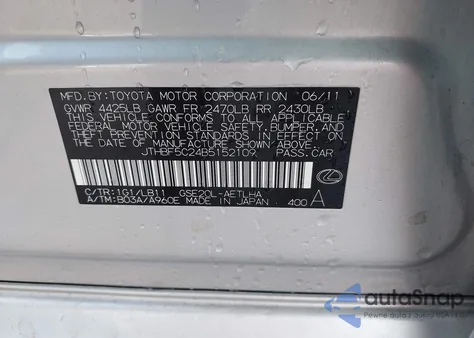 MFD.BY:TOYOTA MOTOR CORPORATION 06/11
GVWR 4425LB GAWR FR 2470LB RR 2430LB
THIS VEHICLE CONFORMS TO ALL APPLICABLE
FEDERAL MOTOR VEHICLE SAFETY, BUMPER, AND
THEFT PREVENTION STANDARDS IN EFFECT ON
THE DATE OF MANUFACTURE SHOWN ABOVE.
JTHBF5C24B5152109 PASS.CAR
C/TR:1G1/LB11 GSE20L-AETLHA
A/TM:B03A/A960E MADE IN JAPAN 400 A
autoSnap